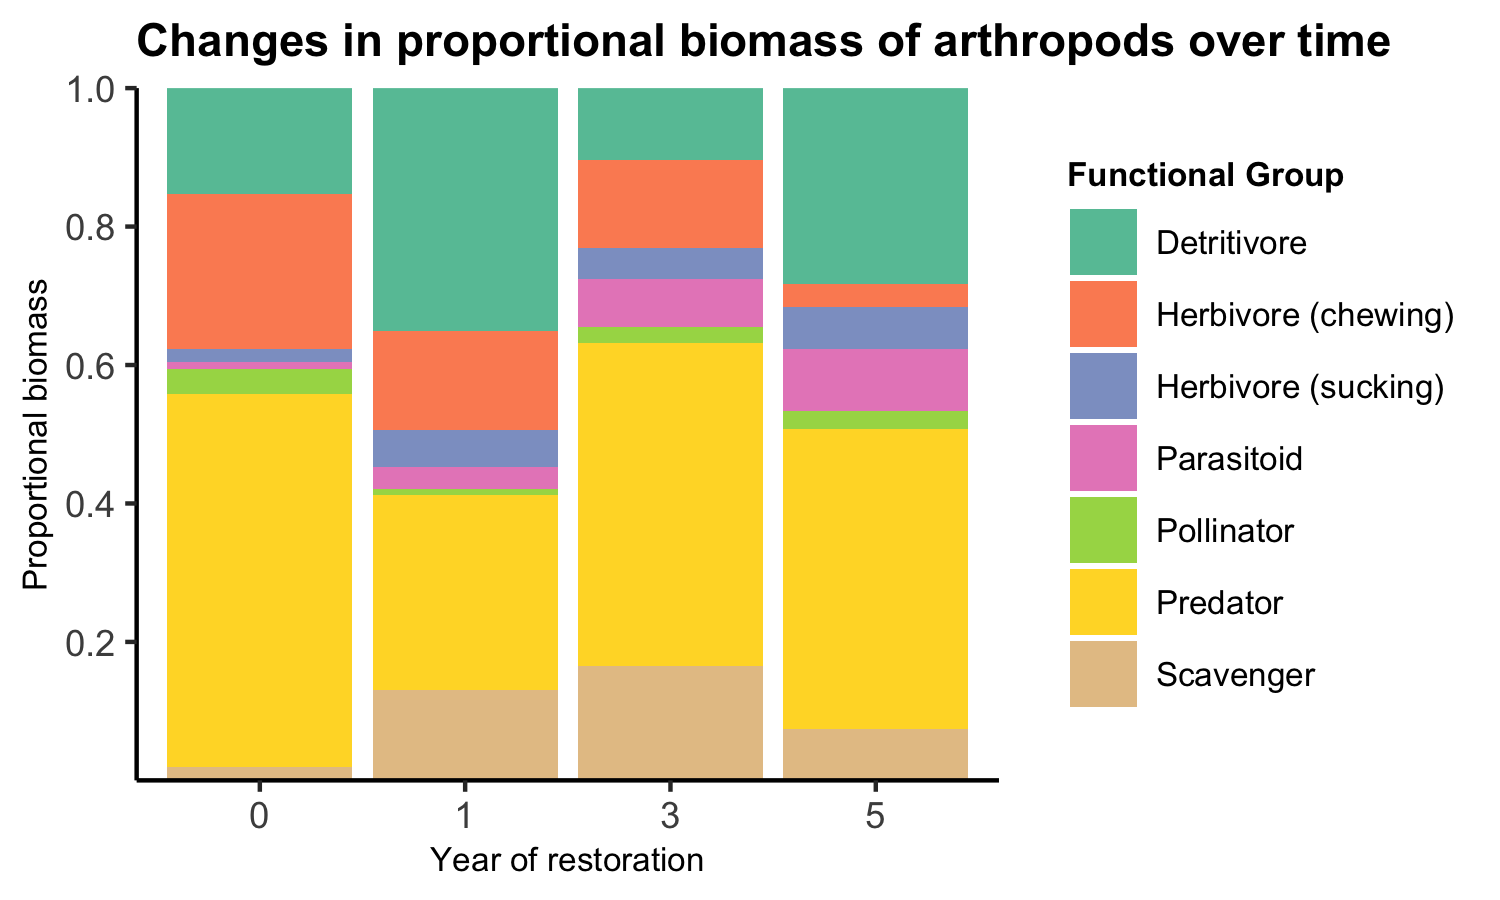 Changes in proportional biomass of arthropods over time
1.0
0.8
0.6
0.4
0.2
Proportional biomass
0 1 3 5
Year of restoration
Functional Group
Detritivore
Herbivore (chewing)
Herbivore (sucking)
Parasitoid
Pollinator
Predator
Scavenger